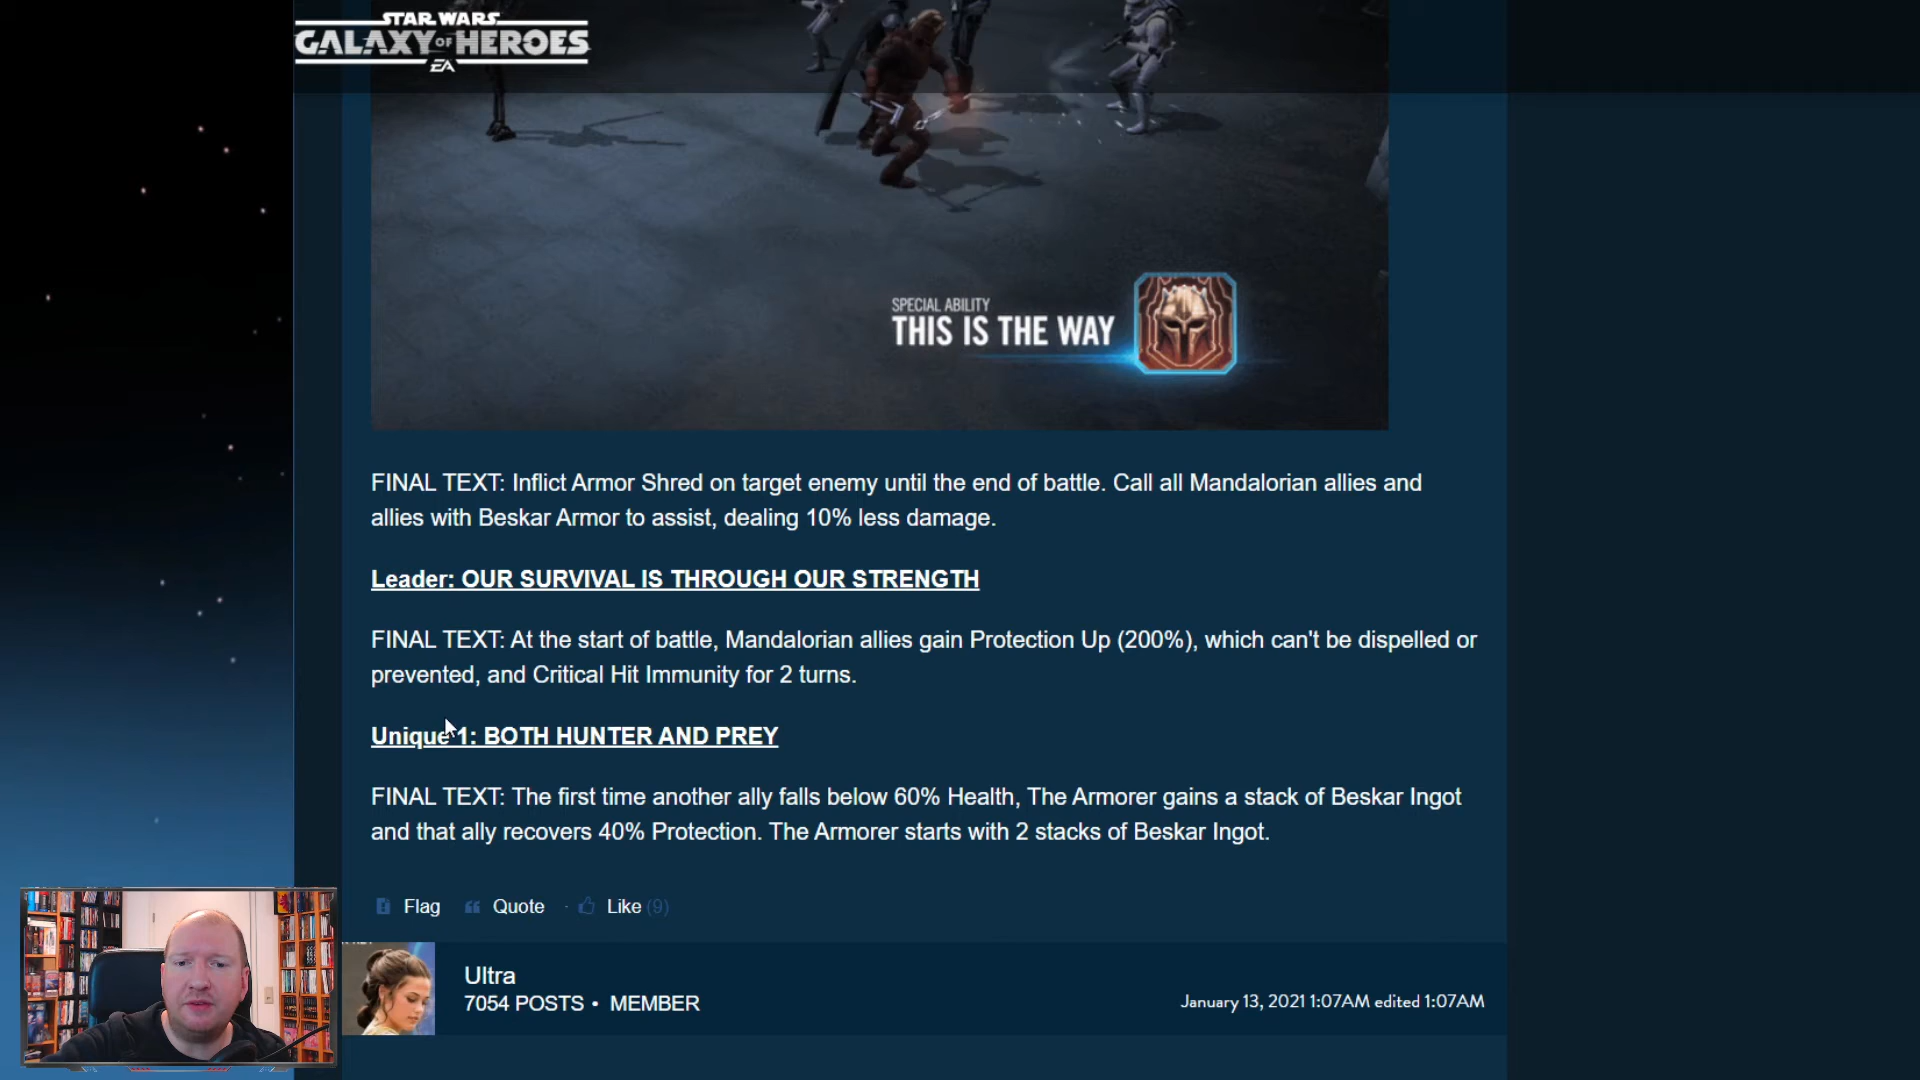 STAR WARS
GALAXY OF HEROES
EA
SPECIAL ABILITY
THIS IS THE WAY
FINAL TEXT: Inflict Armor Shred on target enemy until the end of battle. Call all Mandalorian allies and
allies with Beskar Armor to assist, dealing 10% less damage.
Leader: OUR SURVIVAL IS THROUGH OUR STRENGTH
FINAL TEXT: At the start of battle, Mandalorian allies gain Protection Up (200%), which can't be dispelled or
prevented, and Critical Hit Immunity for 2 turns.
Unique 1: BOTH HUNTER AND PREY
FINAL TEXT: The first time another ally falls below 60% Health, The Armorer gains a stack of Beskar Ingot
and that ally recovers 40% Protection. The Armorer starts with 2 stacks of Beskar Ingot.
Flag Quote · Like (9)
Ultra
7054 POSTS • MEMBER
January 13, 2021 1:07AM edited 1:07AM